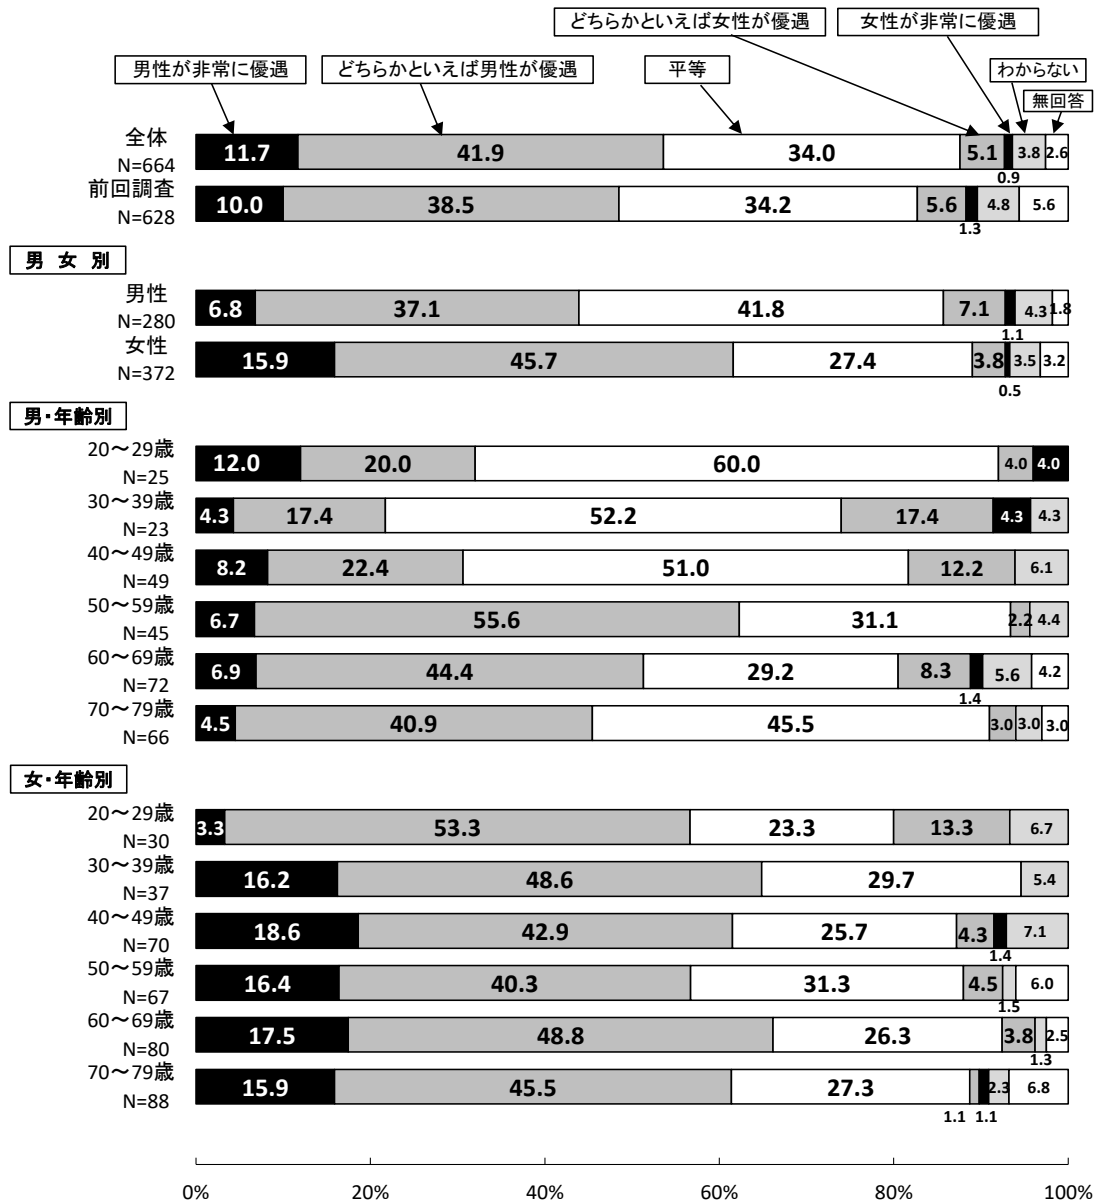 どちらかといえば女性が優遇
女性が非常に優遇
男性が非常に優遇
どちらかといえば男性が優遇
平等
わからない
無回答
全体
N=664
11.7 41.9 34.0 5.1 0.9 3.8 2.6
前回調査
N=628
10.0 38.5 34.2 5.6 1.3 4.8 5.6
男 女 別
男性
N=280
6.8 37.1 41.8 7.1 1.1 4.3 1.8
女性
N=372
15.9 45.7 27.4 3.8 0.5 3.5 3.2
男・年齢別
20～29歳
N=25
12.0 20.0 60.0 4.0 4.0
30～39歳
N=23
4.3 17.4 52.2 17.4 4.3 4.3
40～49歳
N=49
8.2 22.4 51.0 12.2 6.1
50～59歳
N=45
6.7 55.6 31.1 2.2 4.4
60～69歳
N=72
6.9 44.4 29.2 8.3 1.4 5.6 4.2
70～79歳
N=66
4.5 40.9 45.5 3.0 3.0 3.0
女・年齢別
20～29歳
N=30
3.3 53.3 23.3 13.3 6.7
30～39歳
N=37
16.2 48.6 29.7 5.4
40～49歳
N=70
18.6 42.9 25.7 4.3 1.4 7.1
50～59歳
N=67
16.4 40.3 31.3 4.5 1.5 6.0
60～69歳
N=80
17.5 48.8 26.3 3.8 1.3 2.5
70～79歳
N=88
15.9 45.5 27.3 1.1 1.1 2.3 6.8
0% 20% 40% 60% 80% 100%